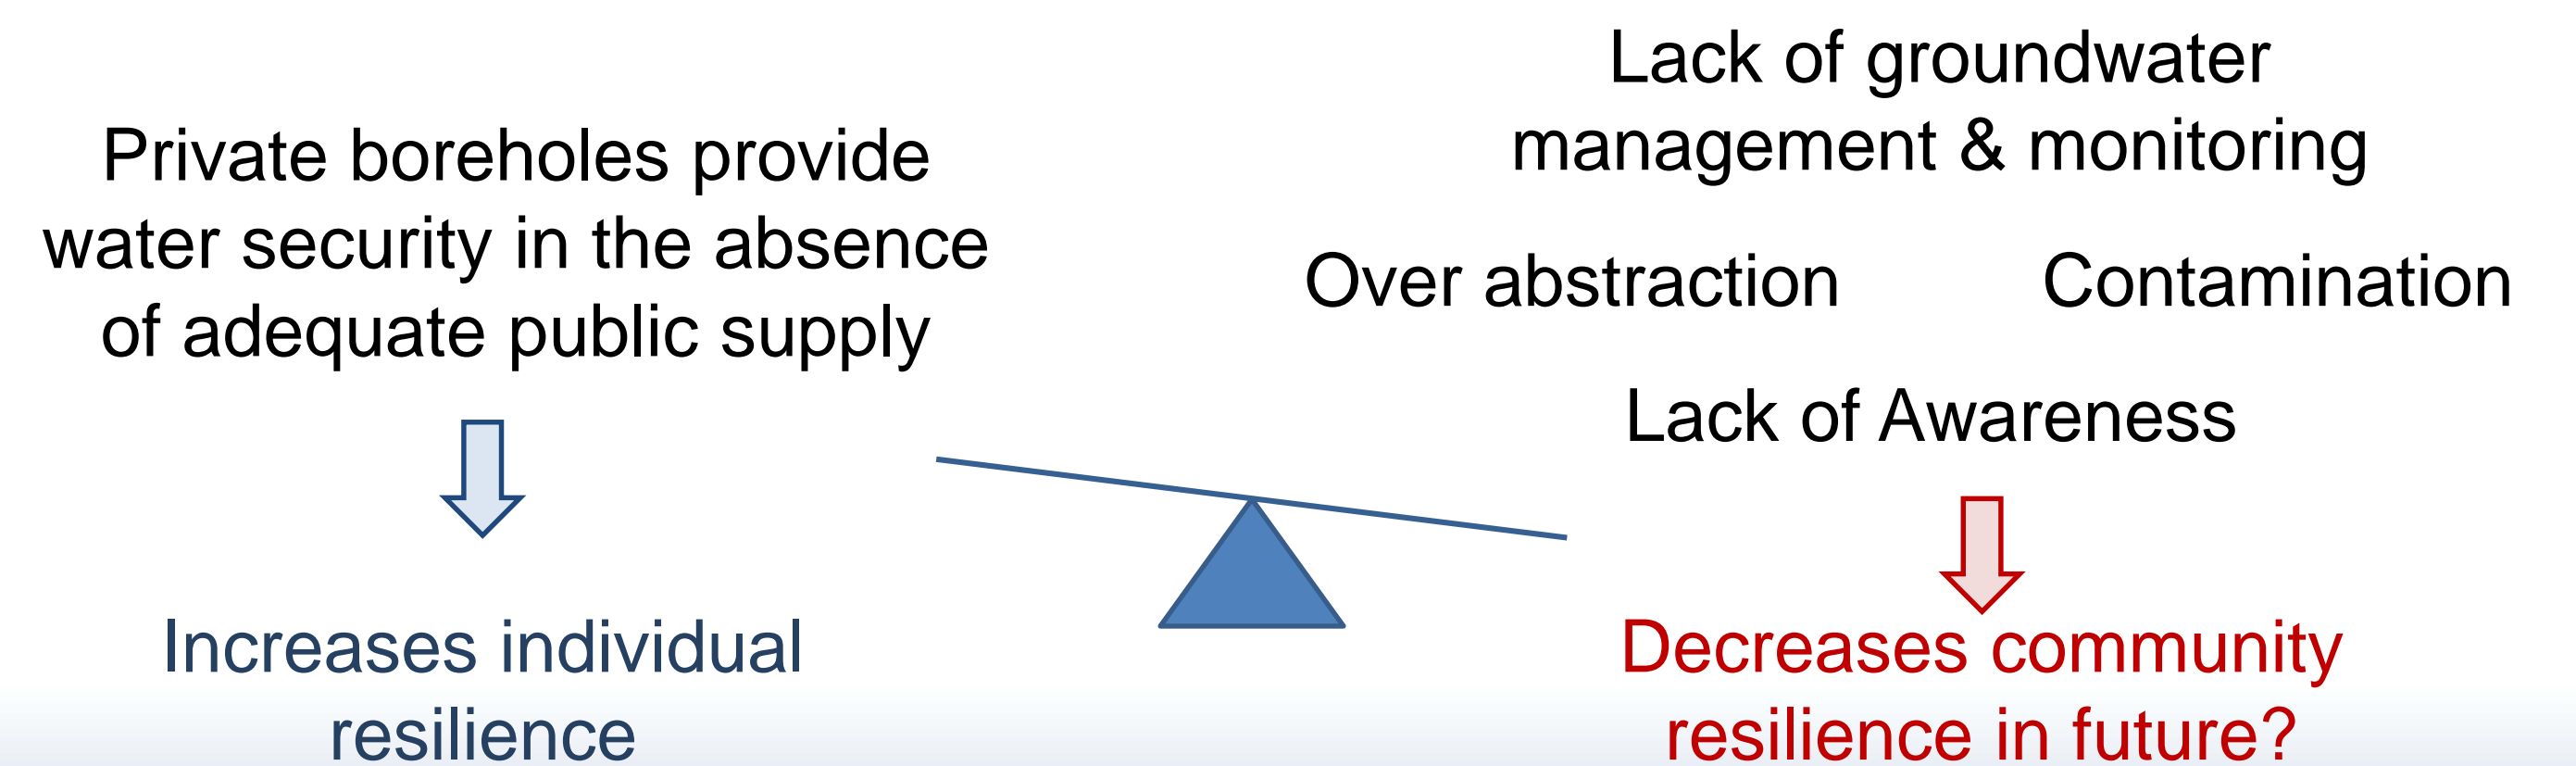 Private boreholes provide
water security in the absence
of adequate public supply
Increases individual
resilience
Lack of groundwater
management & monitoring
Over abstraction Contamination
Lack of Awareness
Decreases community
resilience in future?